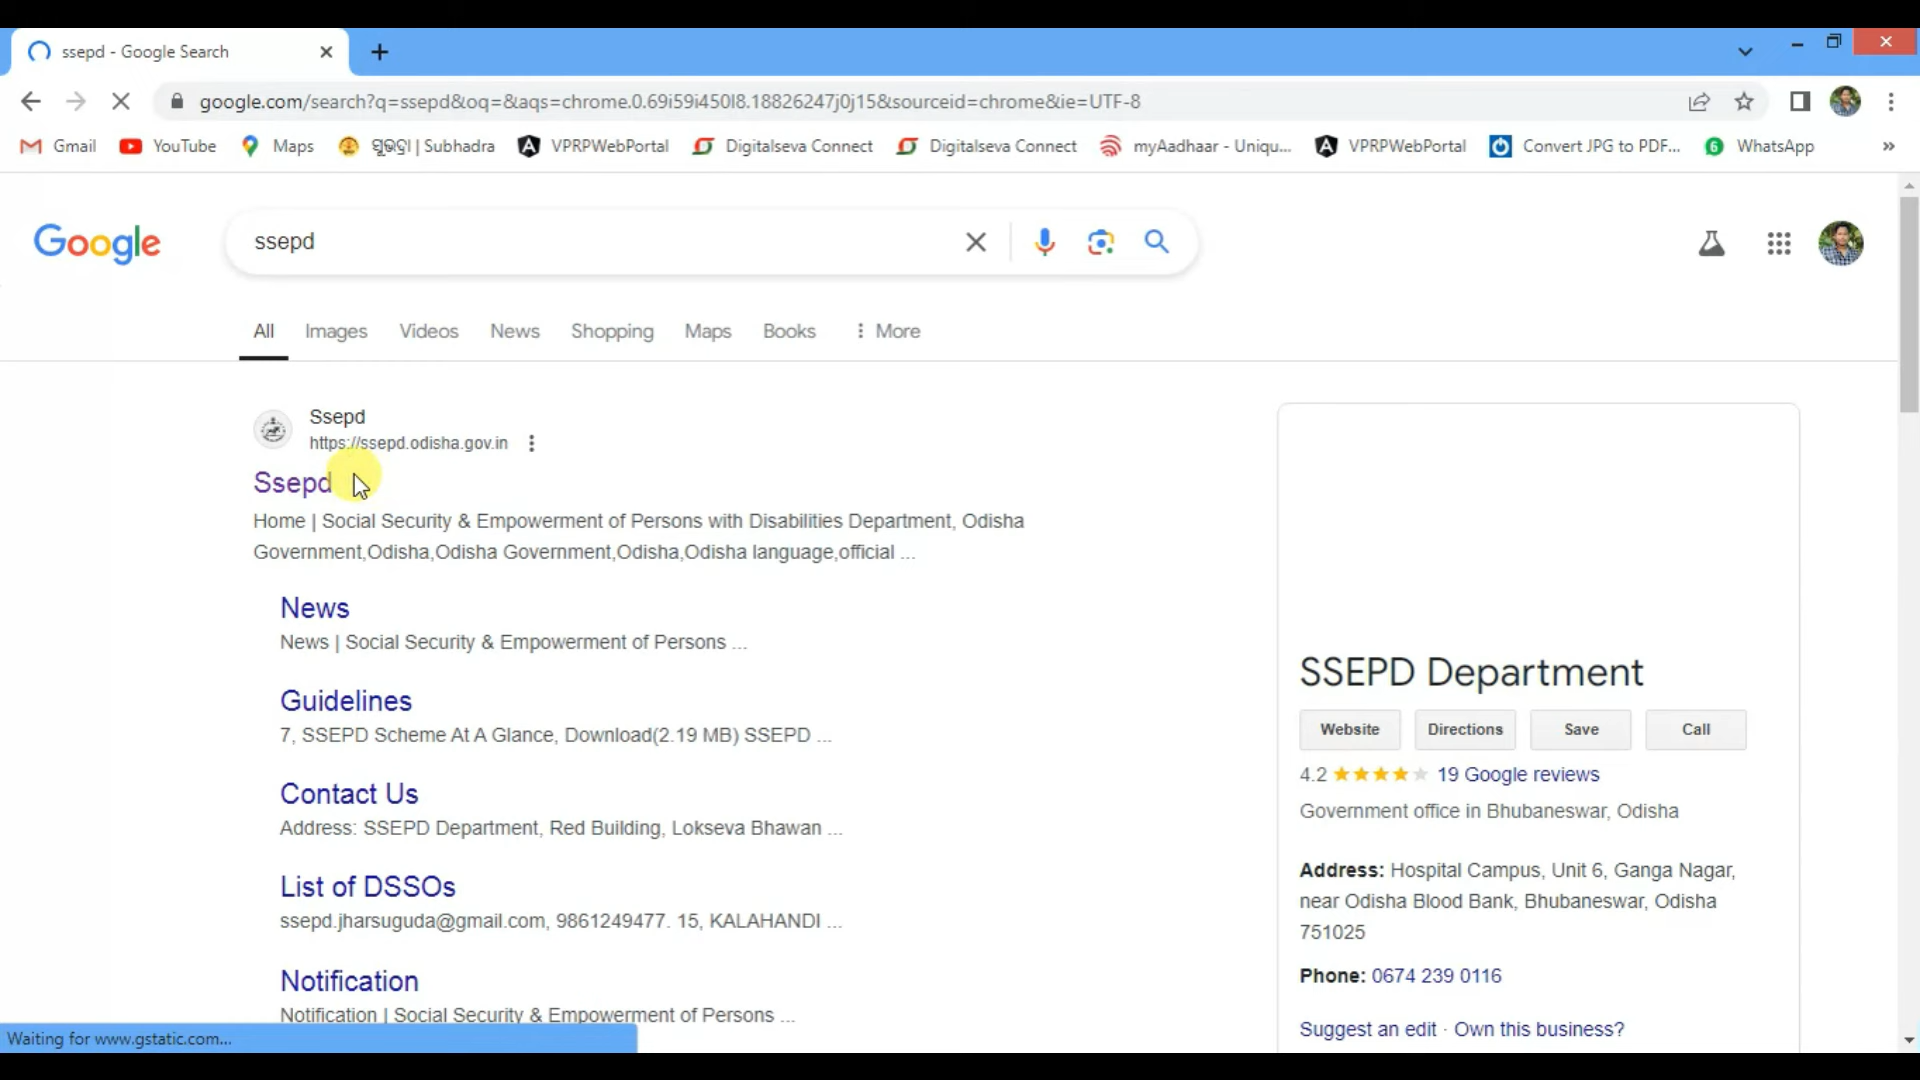 ssepd - Google Search
google.com/search?q=ssepd&oq=&aqs=chrome.0.69i59i450l8.18826247j0j15&sourceid=chrome&ie=UTF-8
Gmail YouTube Maps ସୁଭଦ୍ରା | Subhadra VPRPWebPortal Digitalseva Connect Digitalseva Connect myAadhaar - Uniqu... VPRPWebPortal Convert JPG to PDF... 6 WhatsApp »
Google
ssepd
All Images Videos News Shopping Maps Books More
Ssepd
https://ssepd.odisha.gov.in
Ssepd
Home | Social Security & Empowerment of Persons with Disabilities Department, Odisha
Government,Odisha,Odisha Government,Odisha,Odisha language,official ...
News
News | Social Security & Empowerment of Persons ...
Guidelines
7, SSEPD Scheme At A Glance, Download(2.19 MB) SSEPD ...
Contact Us
Address: SSEPD Department, Red Building, Lokseva Bhawan ...
List of DSSOs
ssepd.jharsuguda@gmail.com, 9861249477. 15, KALAHANDI ...
Notification
Notification | Social Security & Empowerment of Persons ...
SSEPD Department
Website Directions Save Call
4.2 19 Google reviews
Government office in Bhubaneswar, Odisha
Address: Hospital Campus, Unit 6, Ganga Nagar,
near Odisha Blood Bank, Bhubaneswar, Odisha
751025
Phone: 0674 239 0116
Suggest an edit · Own this business?
Waiting for www.gstatic.com...